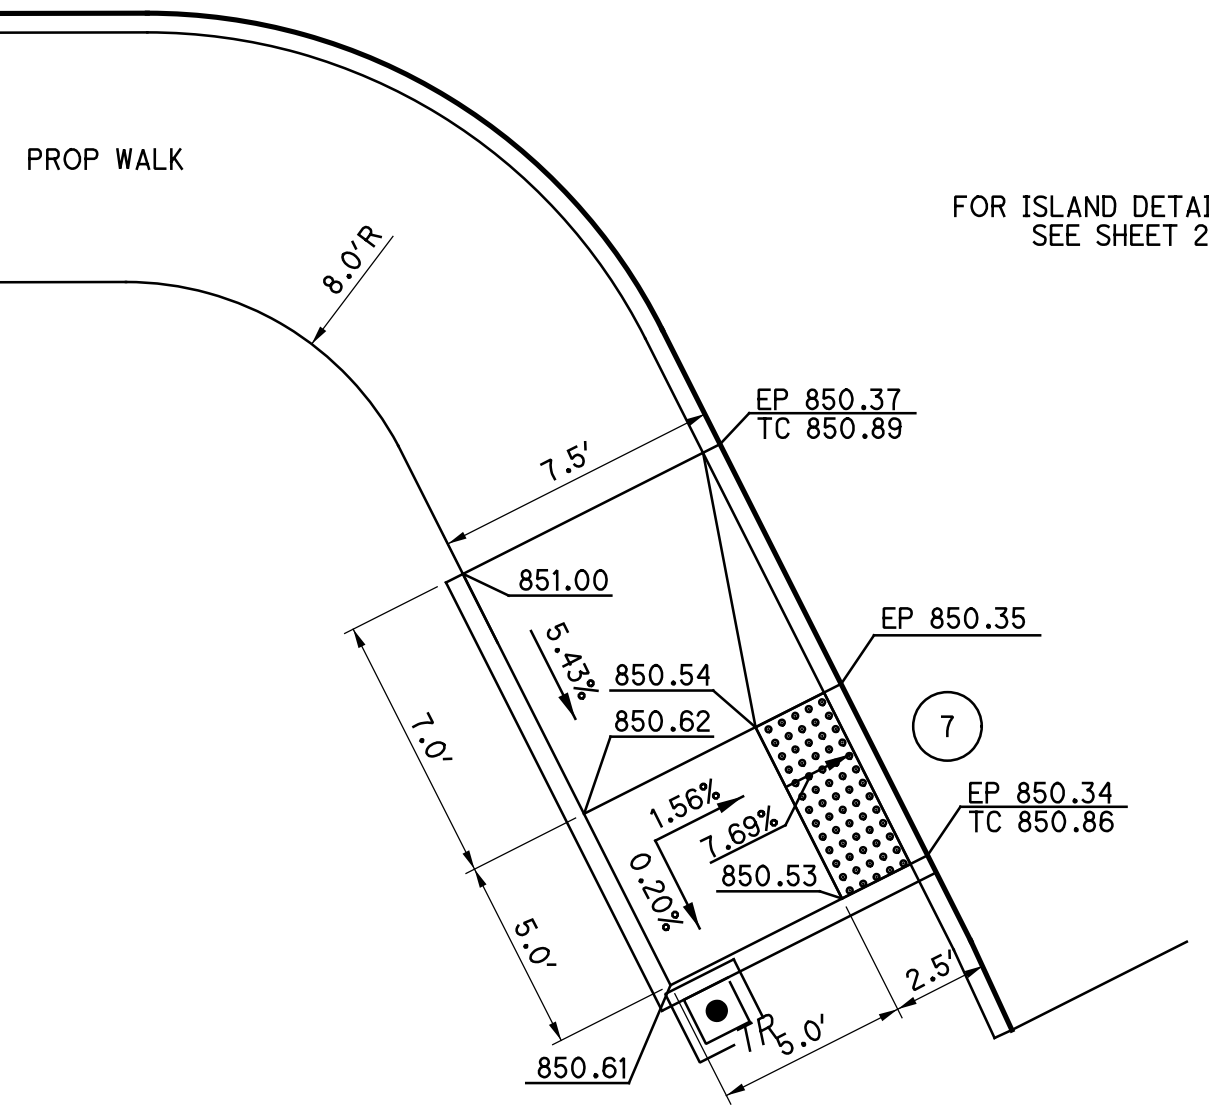 PROP WALK
8.0'R
FOR ISLAND DETAI
SEE SHEET 2
EP 850.37
TC 850.89
7.5'
851.00
EP 850.35
5.43%
850.54
850.62
7
7.0'
1.56%
EP 850.34
TC 850.86
7.69%
0.20%
850.53
5.0'
2.5'
TR
5.0'
850.61